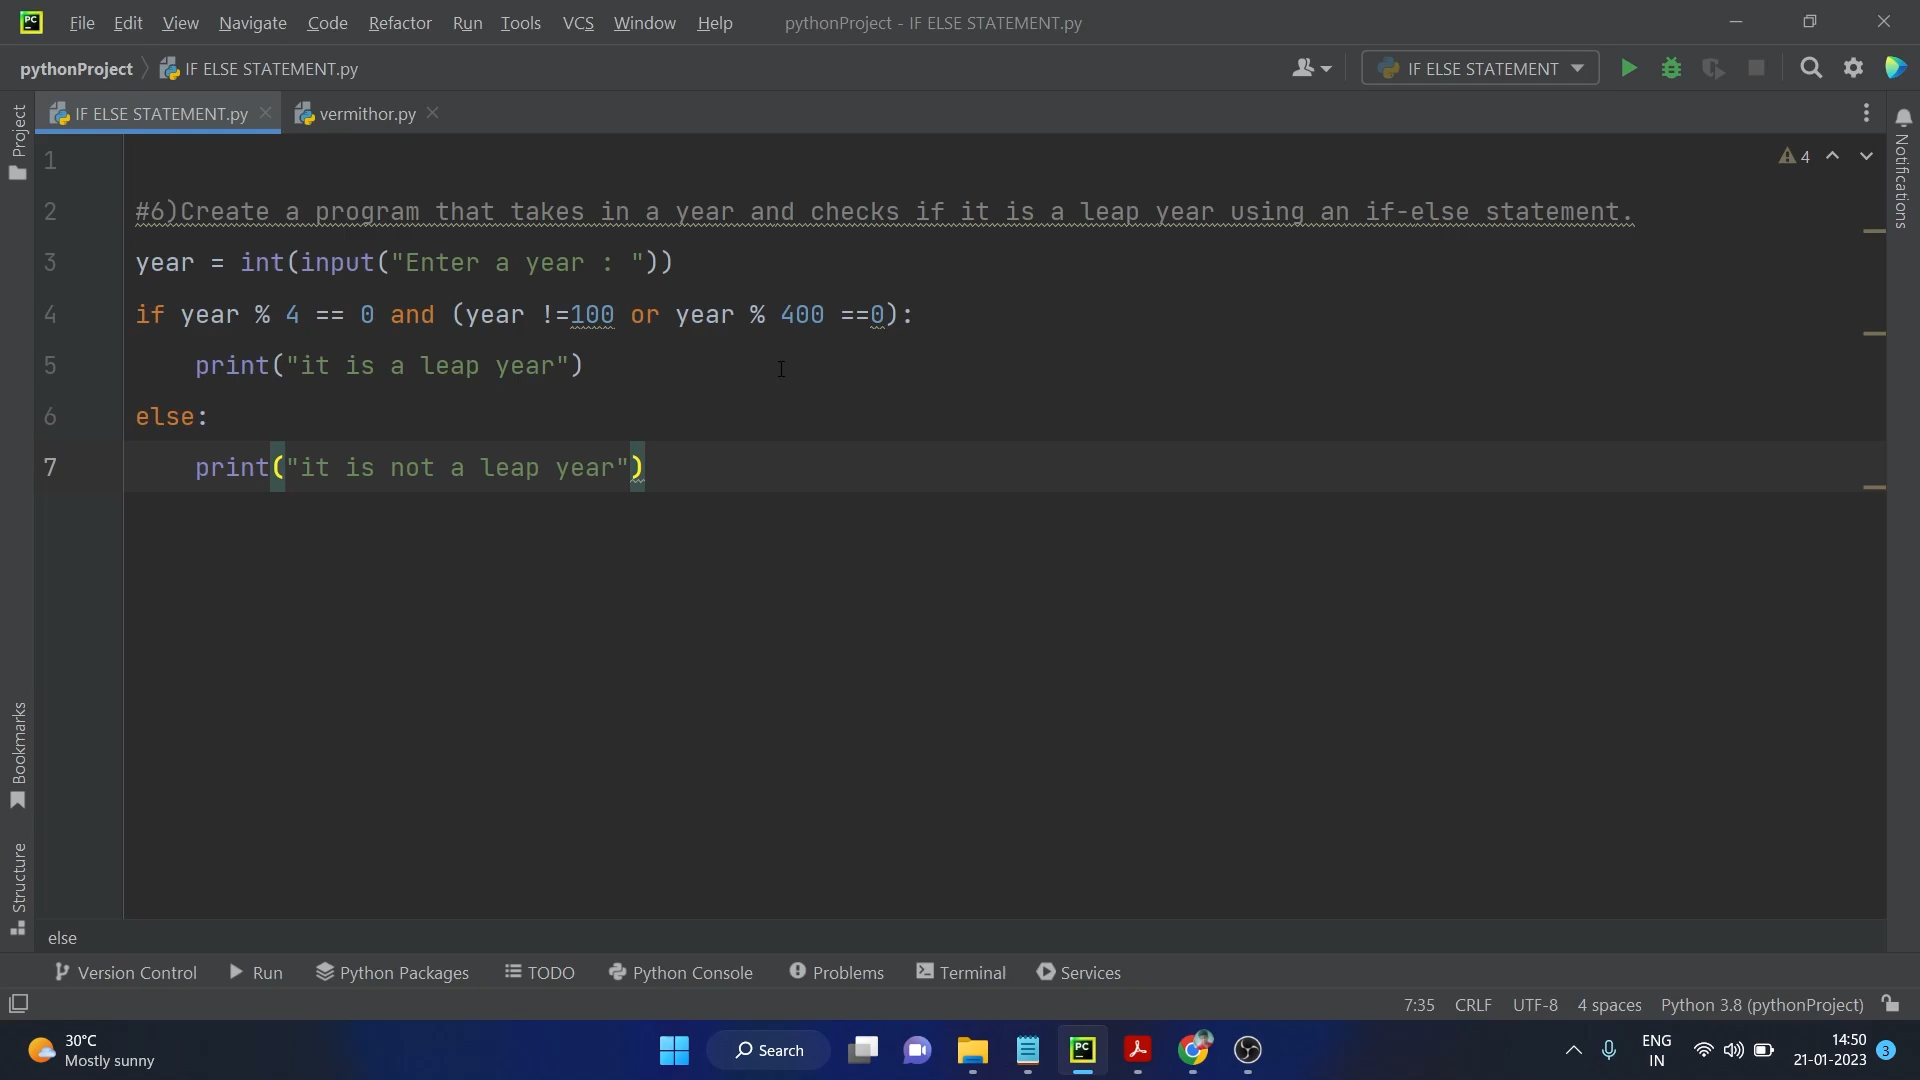 PC File Edit View Navigate Code Refactor Run Tools VCS Window Help pythonProject - IF ELSE STATEMENT.py
pythonProject IF ELSE STATEMENT.py IF ELSE STATEMENT
IF ELSE STATEMENT.py vermithor.py
Project
Notifications
4
1
2 #6)Create a program that takes in a year and checks if it is a leap year using an if-else statement.
3 year = int(input("Enter a year : "))
4 if year % 4 == 0 and (year !=100 or year % 400 ==0):
5 print("it is a leap year")
6 else:
7 print("it is not a leap year")
Bookmarks
Structure
else
Version Control Run Python Packages TODO Python Console Problems Terminal Services
7:35 CRLF UTF-8 4 spaces Python 3.8 (pythonProject)
30°C
Mostly sunny
Search
PC
ENG
IN
14:50
21-01-2023
3